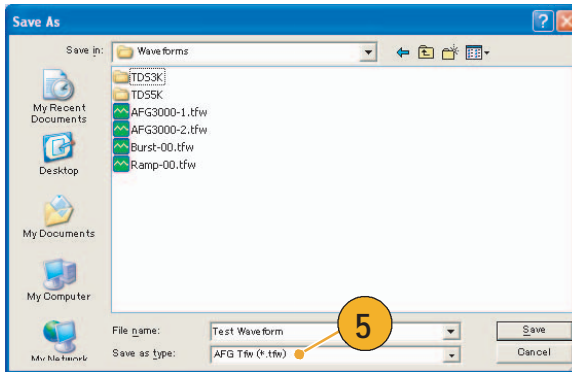 Save As
Save in:
Waveforms
TDS3K
TDS5K
AFG3000-1.tfw
AFG3000-2.tfw
Burst-00.tfw
Ramp-00.tfw
My Recent
Documents
Desktop
My Documents
My Computer
My Network
File name:
Test Waveform
5
Save
Save as type:
AFG Tfw (*.tfw)
Cancel